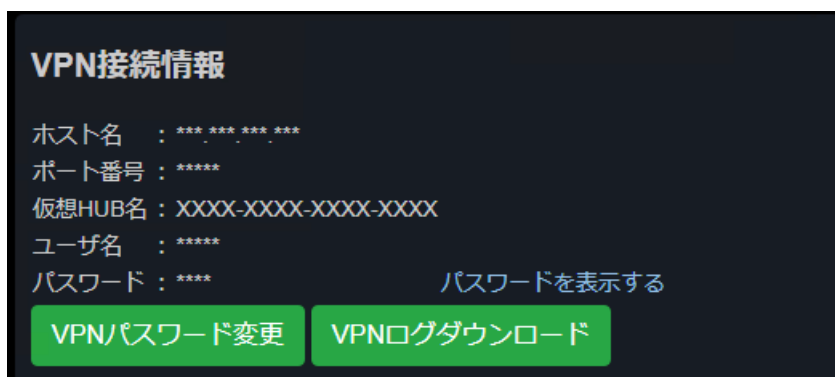 VPN接続情報
ホスト名 : ***.***.***.***
ポート番号 : *****
仮想HUB名 : XXXX-XXXX-XXXX-XXXX
ユーザ名 : *****
パスワード : **** パスワードを表示する
VPNパスワード変更 VPNログダウンロード